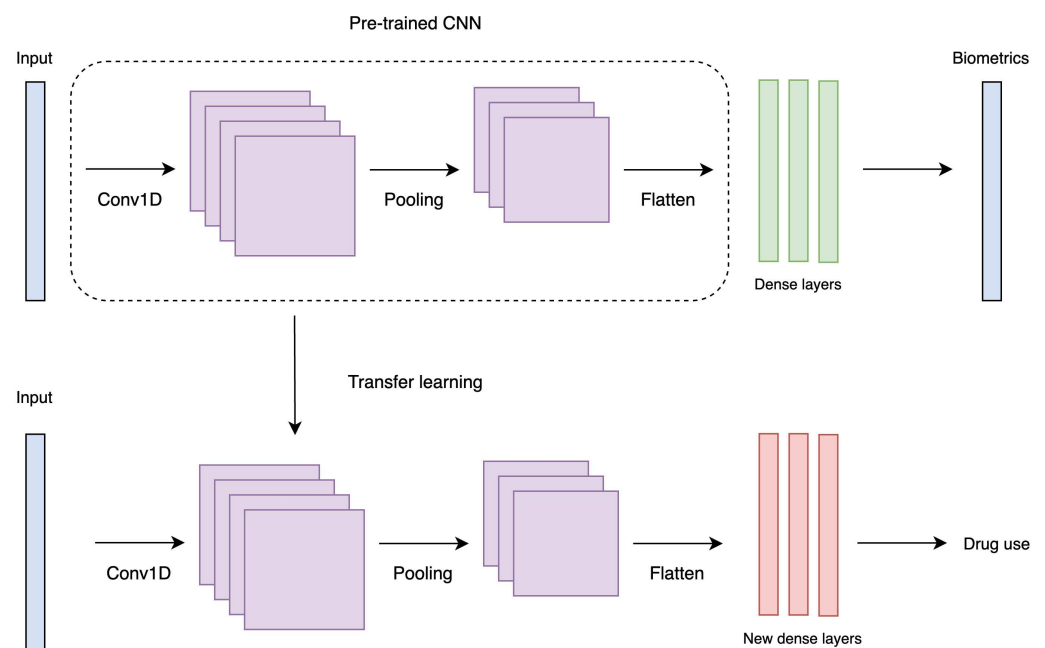 Pre-trained CNN
Input
Biometrics
Conv1D
Pooling
Flatten
Dense layers
Transfer learning
Input
Conv1D
Pooling
Flatten
Drug use
New dense layers